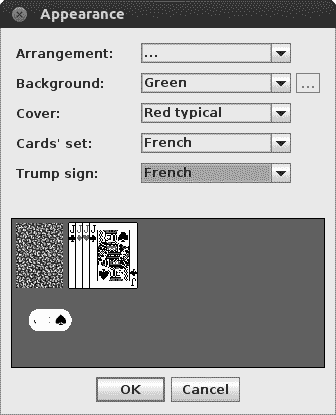 Appearance
Arrangement: ...
Background: Green ...
Cover: Red typical
Cards' set: French
Trump sign: French
J J J J
OK Cancel